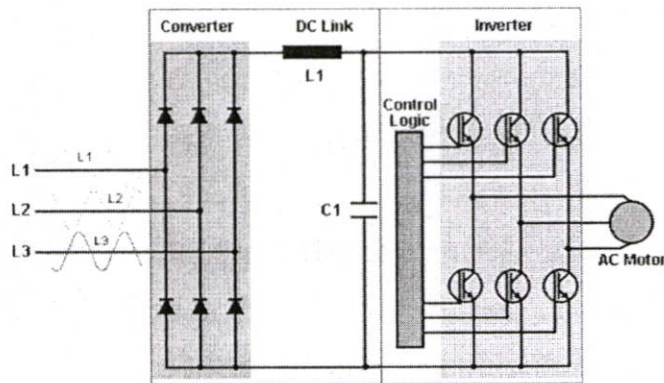 Converter
DC Link
Inverter
L1
Control
Logic
L1
L1
L2
L2
C1
L3
L3
AC Motor